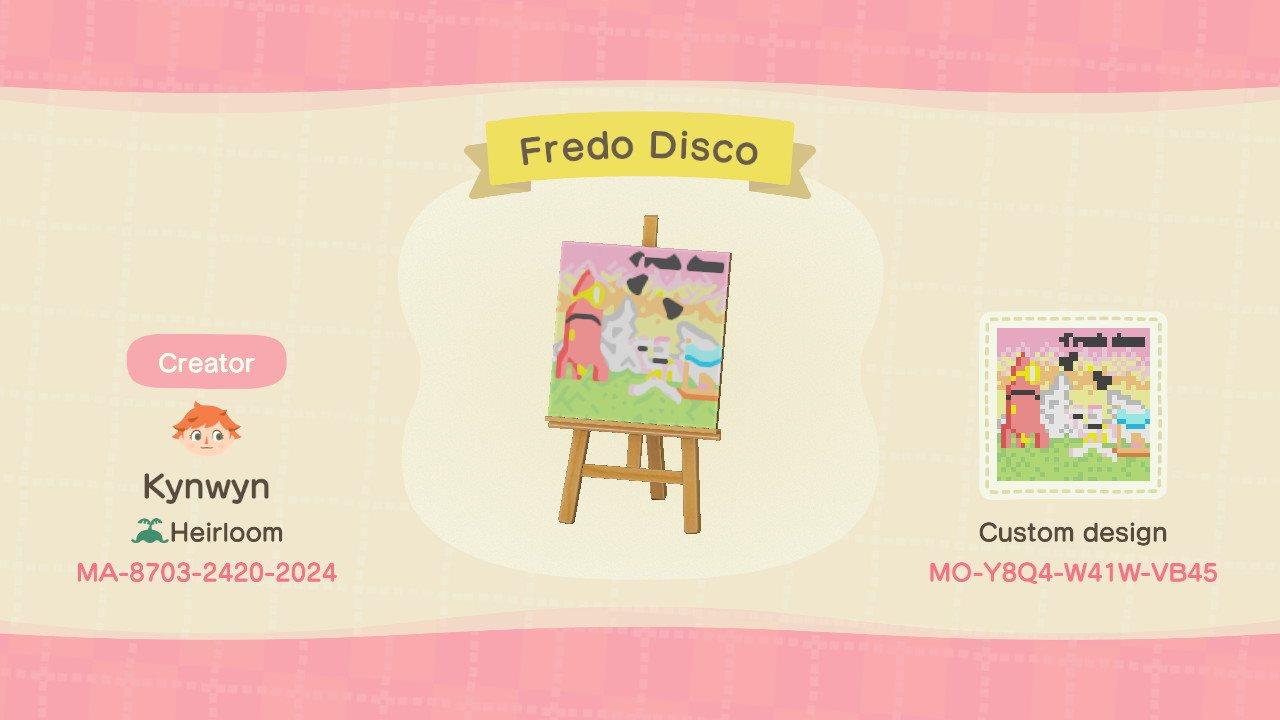 Fredo Disco
Creator
Kynwyn
Heirloom
MA-8703-2420-2024
Custom design
MO-Y8Q4-W41W-VB45